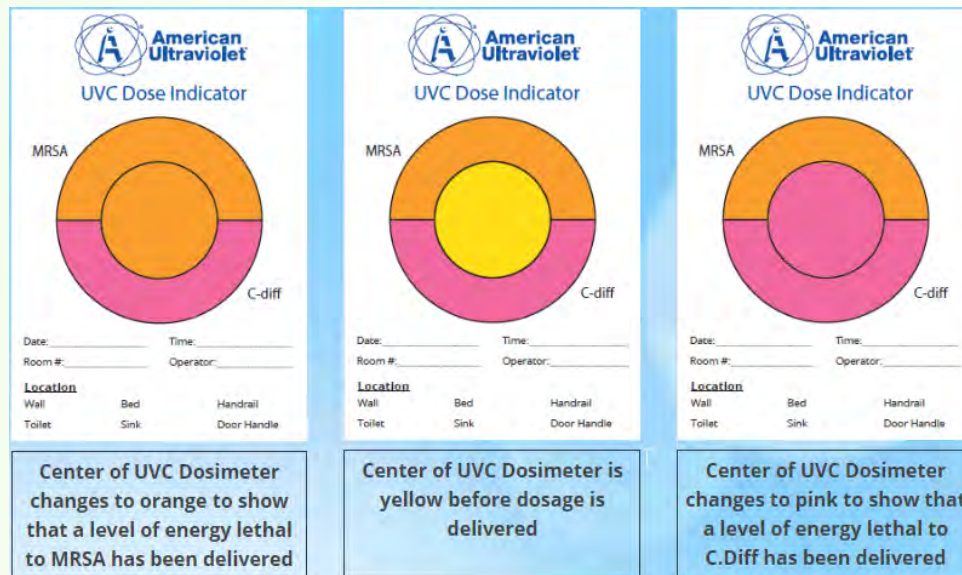 American
Ultraviolet
UVC Dose Indicator
MRSA
C-diff
Date:
Time:
Room #:
Operator:
Location
Wall
Bed
Handrail
Toilet
Sink
Door Handle
Center of UVC Dosimeter
changes to orange to show
that a level of energy lethal
to MRSA has been delivered
American
Ultraviolet
UVC Dose Indicator
MRSA
C-diff
Date:
Time:
Room #:
Operator:
Location
Wall
Bed
Handrail
Toilet
Sink
Door Handle
Center of UVC Dosimeter is
yellow before dosage is
delivered
American
Ultraviolet
UVC Dose Indicator
MRSA
C-diff
Date:
Time:
Room #:
Operator:
Location
Wall
Bed
Handrail
Toilet
Sink
Door Handle
Center of UVC Dosimeter
changes to pink to show that
a level of energy lethal to
C.Diff has been delivered